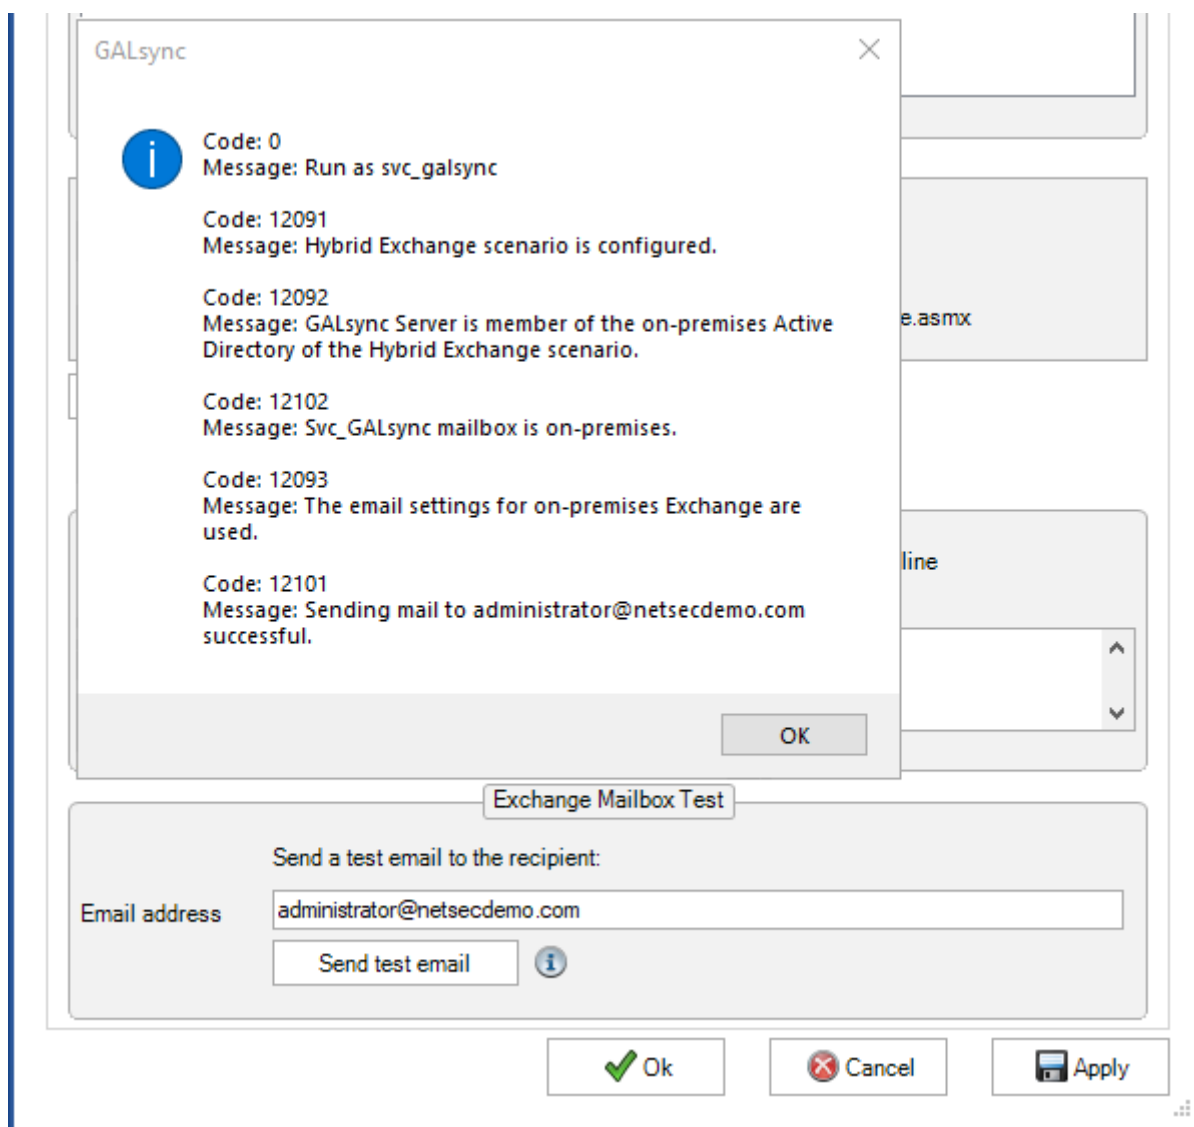 GALsync
Code: 0
Message: Run as svc_galsync
Code: 12091
Message: Hybrid Exchange scenario is configured.
Code: 12092
Message: GALsync Server is member of the on-premises Active
Directory of the Hybrid Exchange scenario.
Code: 12102
Message: Svc_GALsync mailbox is on-premises.
Code: 12093
Message: The email settings for on-premises Exchange are
used.
Code: 12101
Message: Sending mail to administrator@netsecdemo.com
successful.
OK
e.asmx
line
Exchange Mailbox Test
Send a test email to the recipient:
Email address
administrator@netsecdemo.com
Send test email
Ok
Cancel
Apply